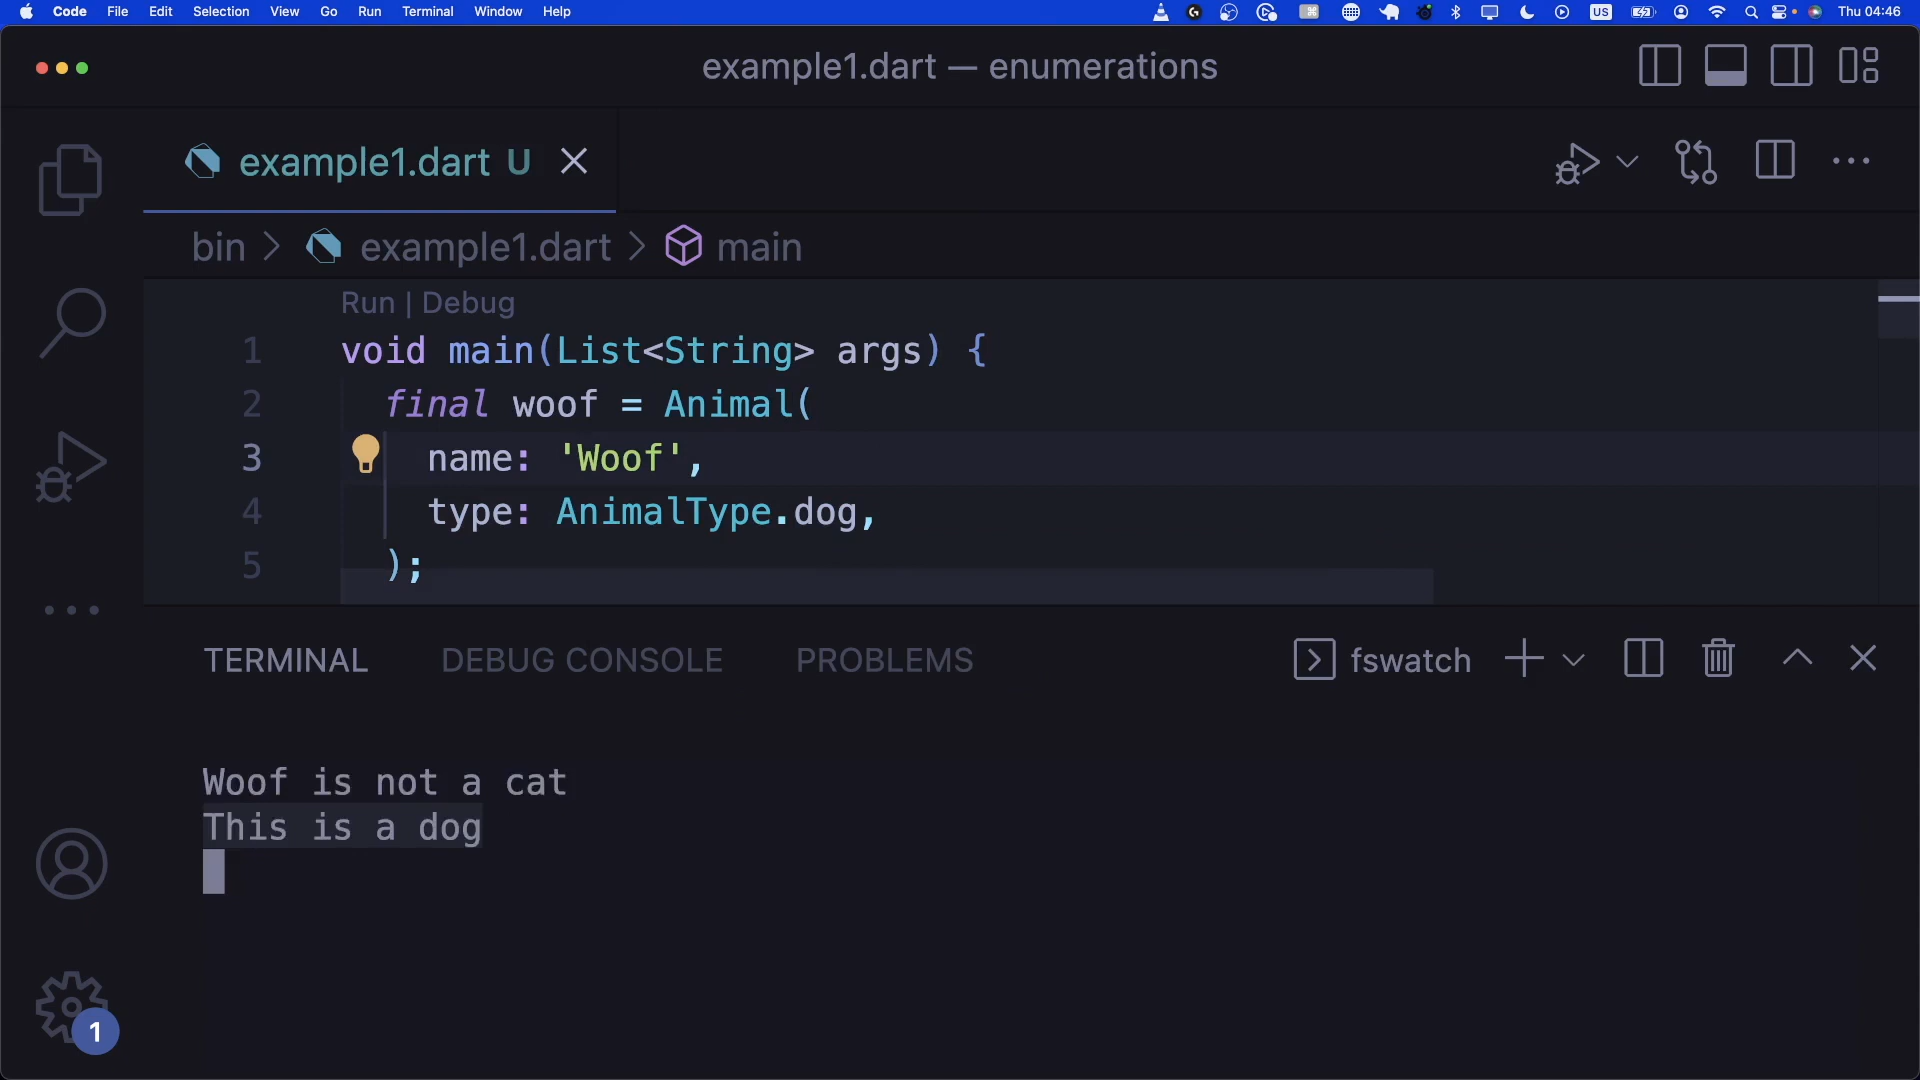 Code File Edit Selection View Go Run Terminal Window Help US Thu 04:46
example1.dart — enumerations
example1.dart U
bin example1.dart main
Run | Debug
1 void main(List<String> args) {
2 final woof = Animal(
3 name: 'Woof',
4 type: AnimalType.dog,
5 );
TERMINAL DEBUG CONSOLE PROBLEMS fswatch
Woof is not a cat
This is a dog
1